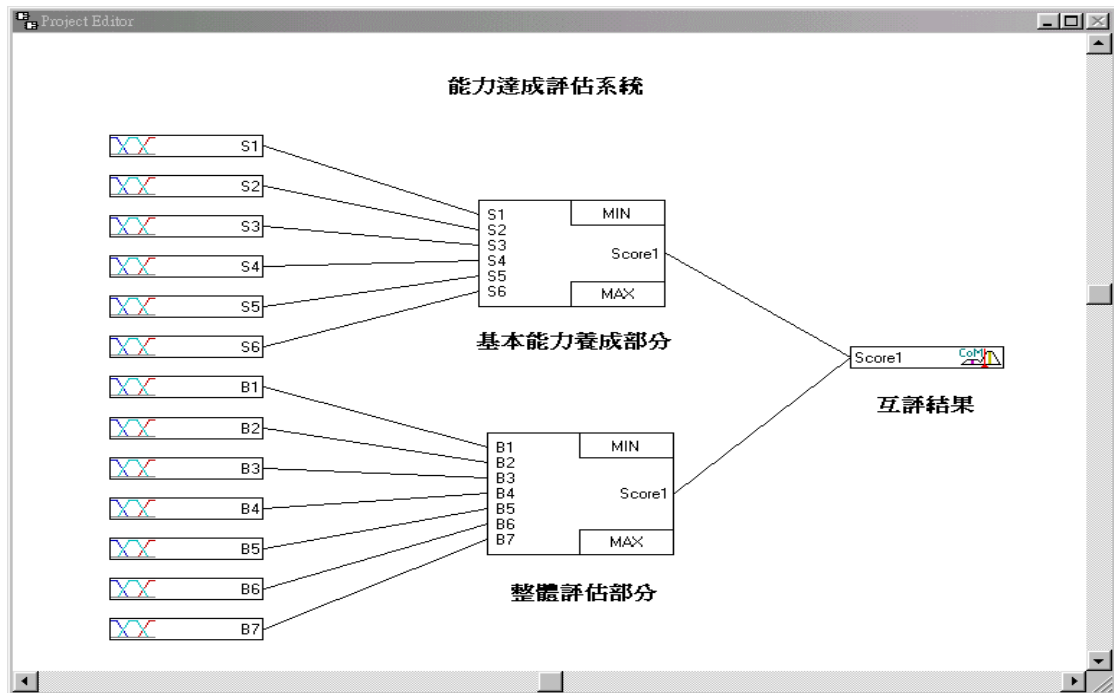 Project Editor
能力達成評估系統
S1
S2
S3
S4
S5
S6
B1
B2
B3
B4
B5
B6
B7
S1
S2
S3
S4
S5
S6
MIN
Score1
MAX
基本能力養成部分
B1
B2
B3
B4
B5
B6
B7
MIN
Score1
MAX
整體評估部分
Score1
CoM
互評結果